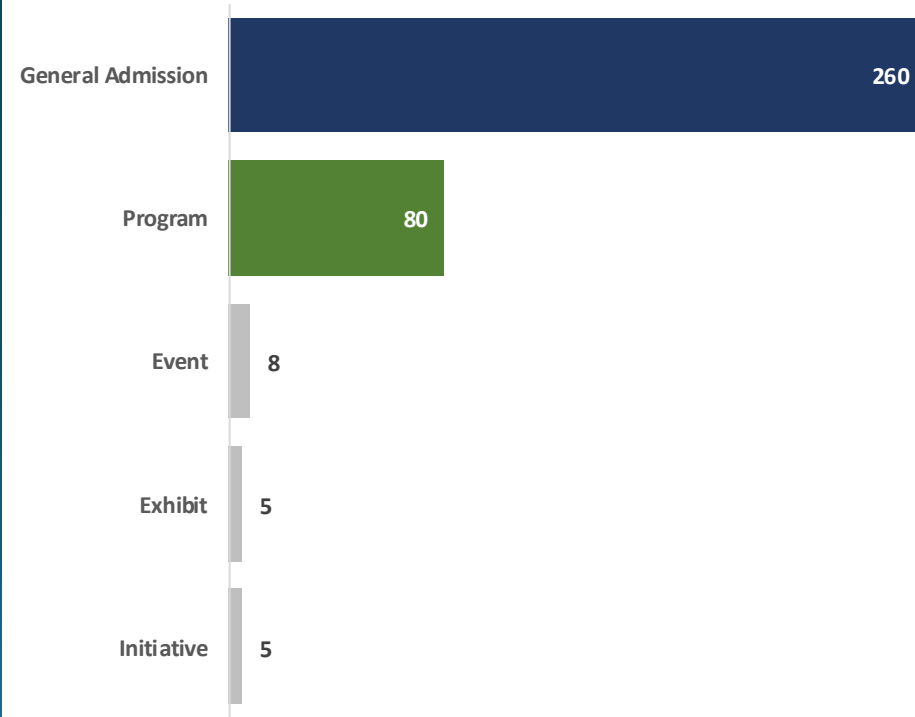 General Admission 260
Program 80
Event 8
Exhibit 5
Initiative 5